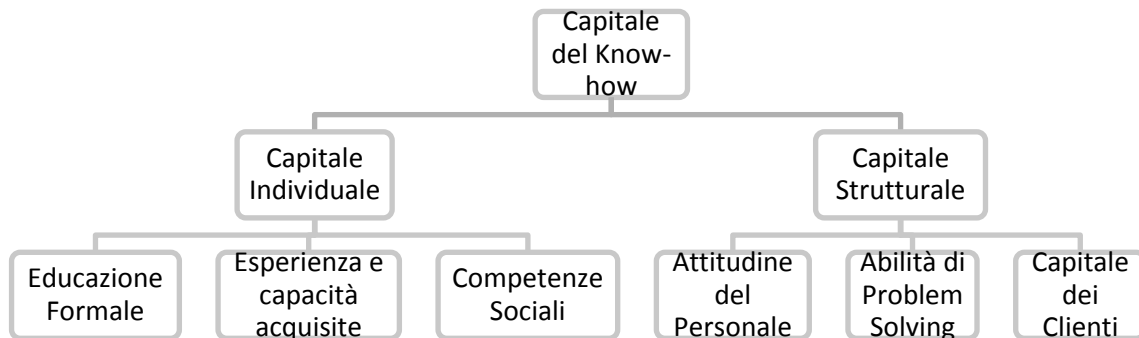 Capitale
del Know-
how
Capitale
Individuale
Capitale
Strutturale
Educazione
Formale
Esperienza e
capacità
acquisite
Competenze
Sociali
Attitudine
del
Personale
Abilità di
Problem
Solving
Capitale
dei
Clienti